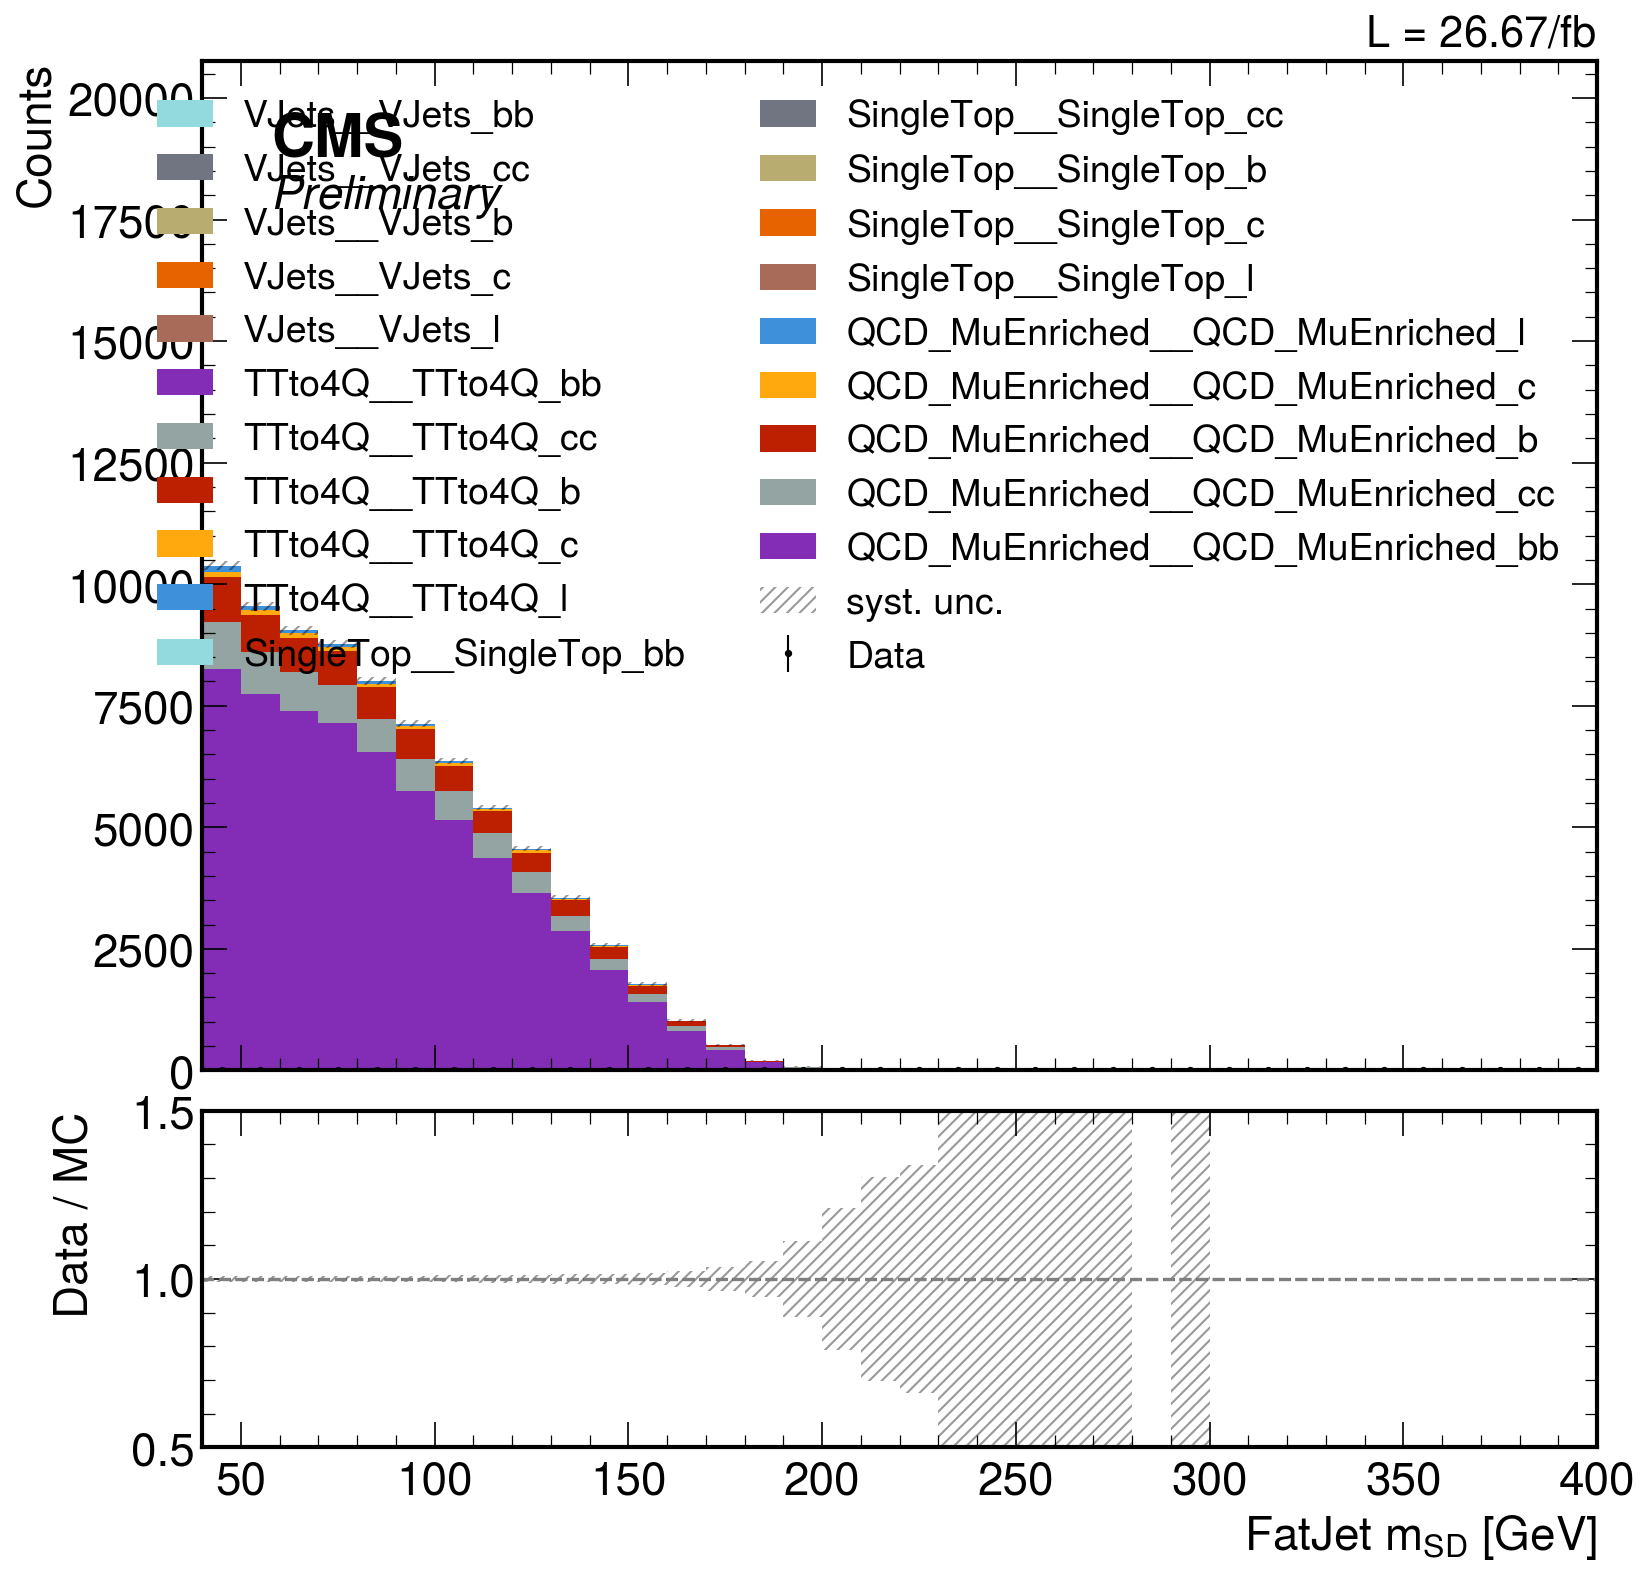 L = 26.67/fb
Counts
20000
17500
15000
12500
10000
7500
5000
2500
0
CMS
Preliminary
VJets__VJets_bb
VJets__VJets_cc
VJets__VJets_b
VJets__VJets_c
VJets__VJets_l
TTto4Q__TTto4Q_bb
TTto4Q__TTto4Q_cc
TTto4Q__TTto4Q_b
TTto4Q__TTto4Q_c
TTto4Q__TTto4Q_l
SingleTop__SingleTop_bb
SingleTop__SingleTop_cc
SingleTop__SingleTop_b
SingleTop__SingleTop_c
SingleTop__SingleTop_l
QCD_MuEnriched__QCD_MuEnriched_l
QCD_MuEnriched__QCD_MuEnriched_c
QCD_MuEnriched__QCD_MuEnriched_b
QCD_MuEnriched__QCD_MuEnriched_cc
QCD_MuEnriched__QCD_MuEnriched_bb
syst. unc.
Data
Data / MC
1.5
1.0
0.5
50 100 150 200 250 300 350 400
FatJet m_SD [GeV]